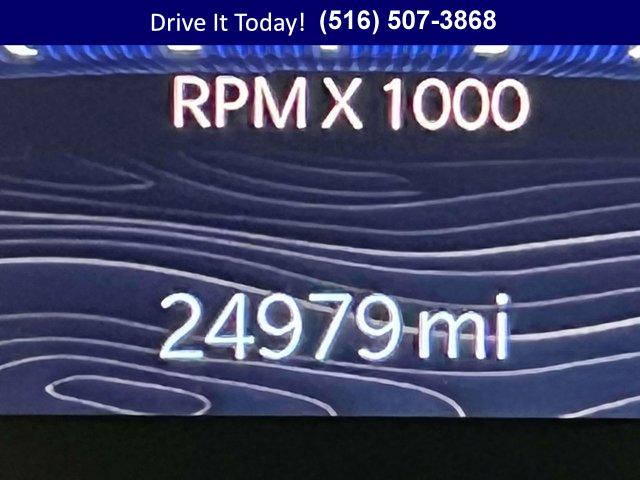 Drive It Today! (516) 507-3868
RPM X 1000
24979 mi